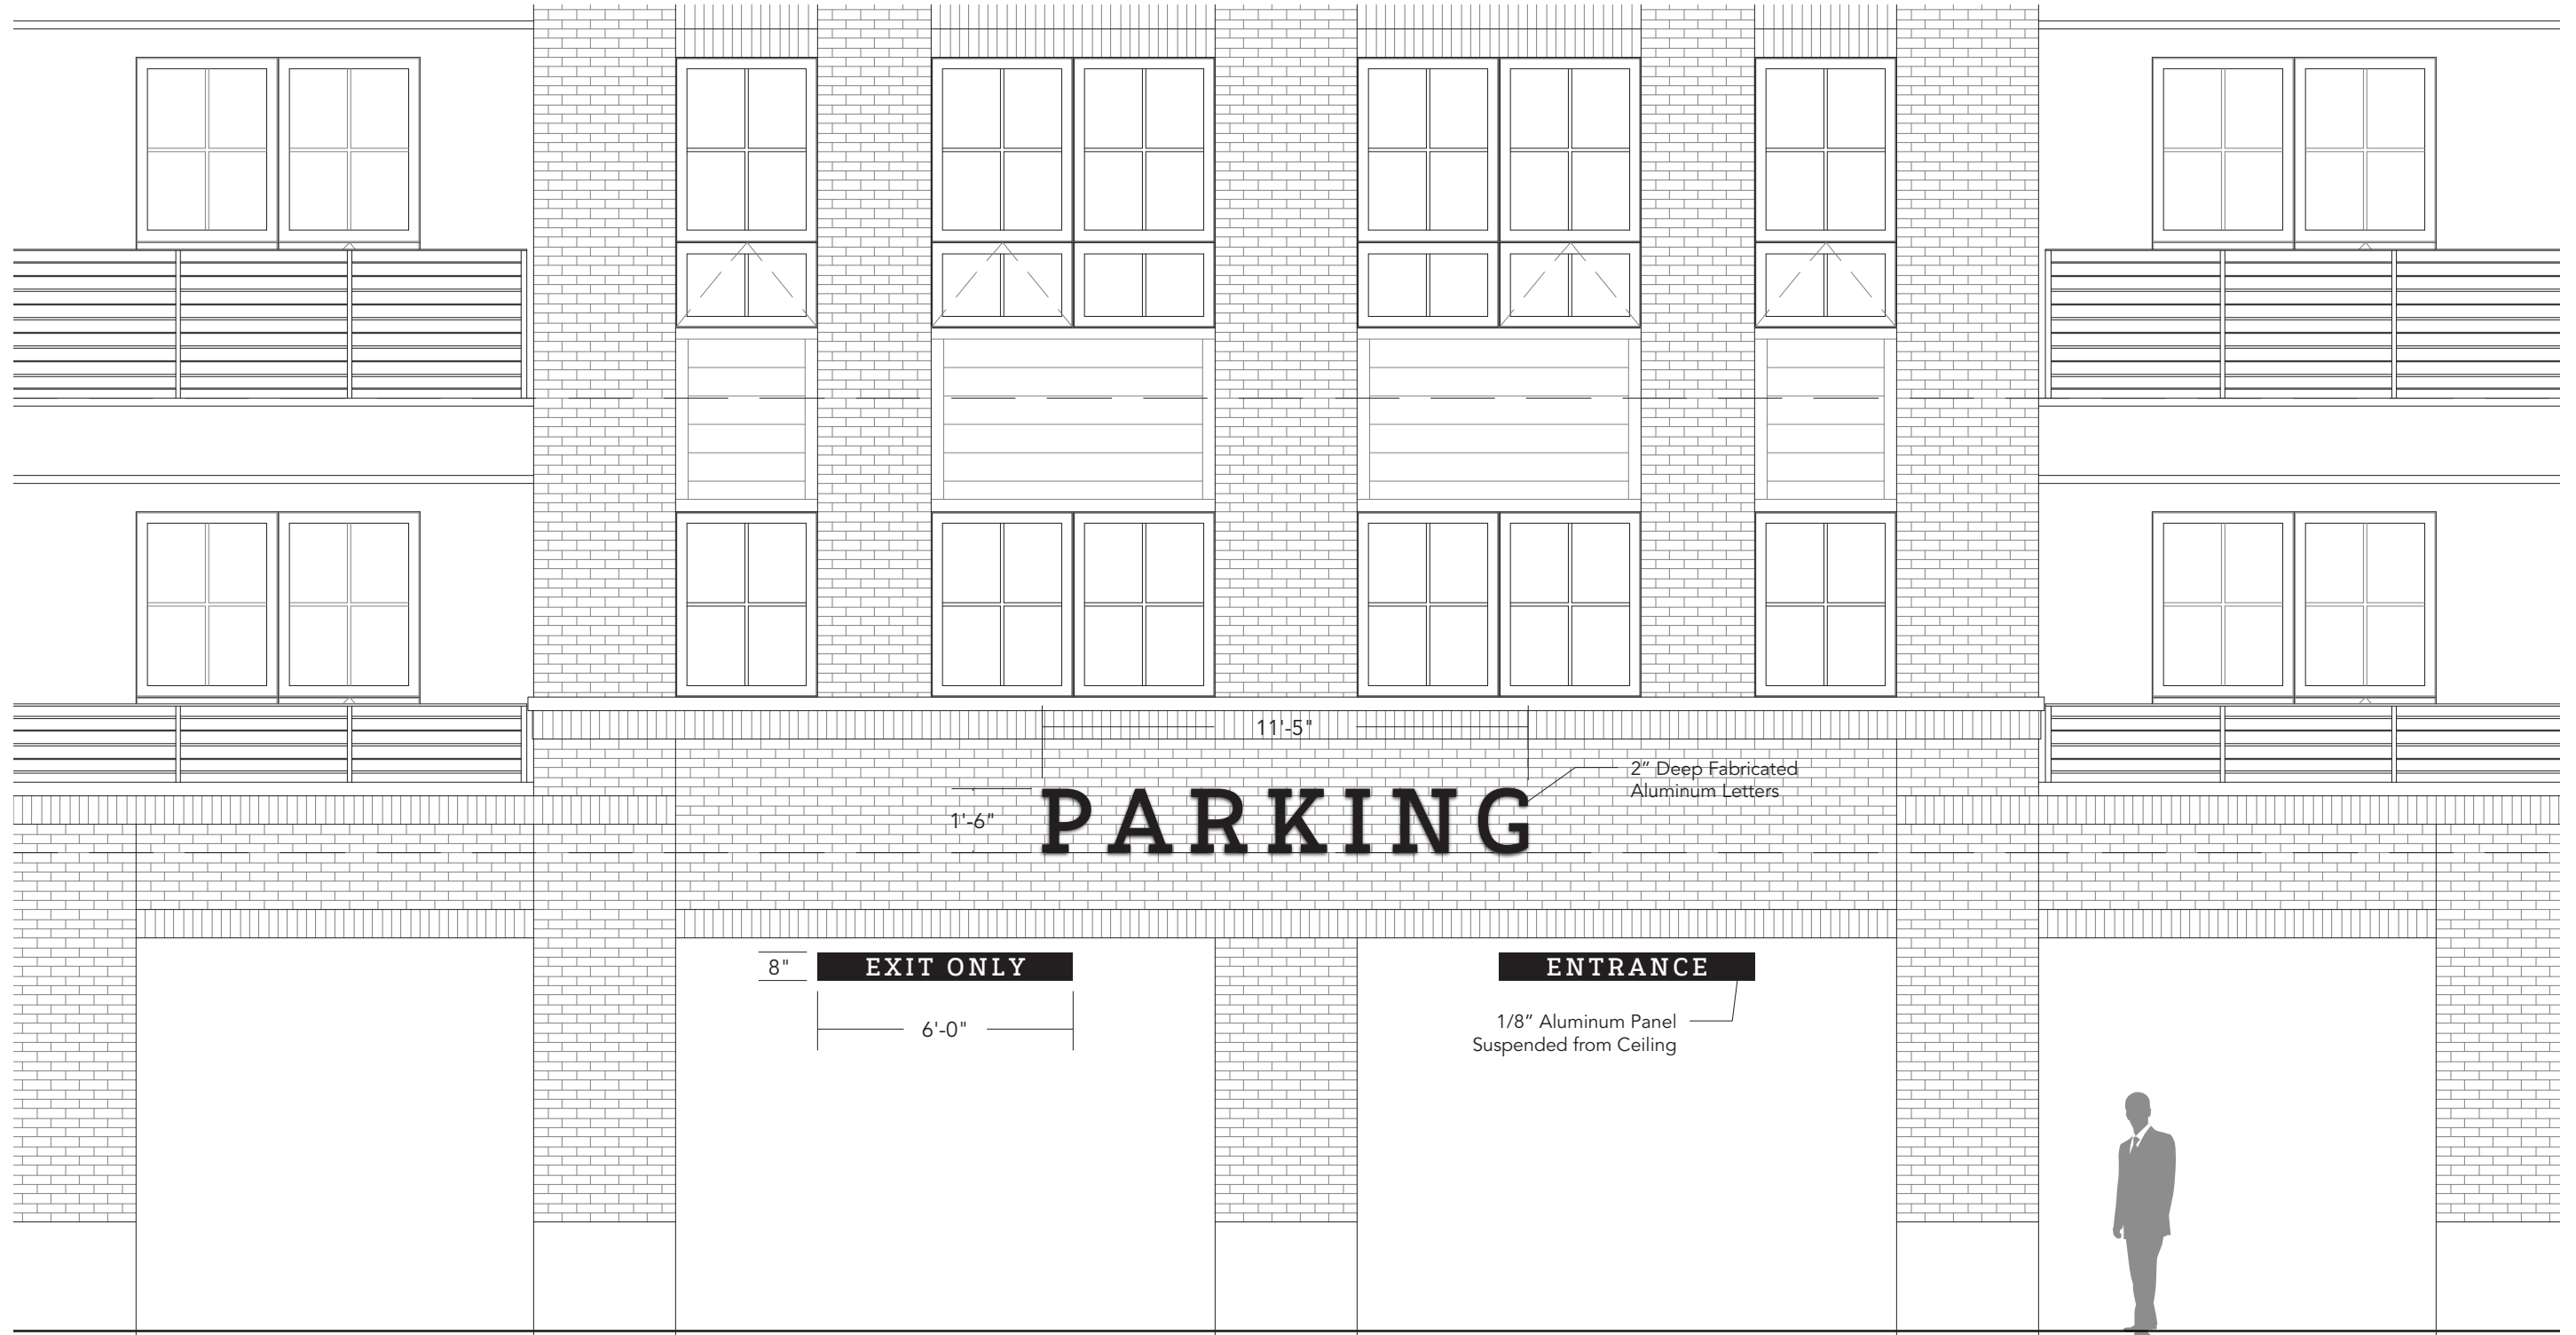 11'-5"
2” Deep Fabricated
Aluminum Letters
1'-6"
PARKING
8"
EXIT ONLY
ENTRANCE
6'-0"
1/8” Aluminum Panel
Suspended from Ceiling